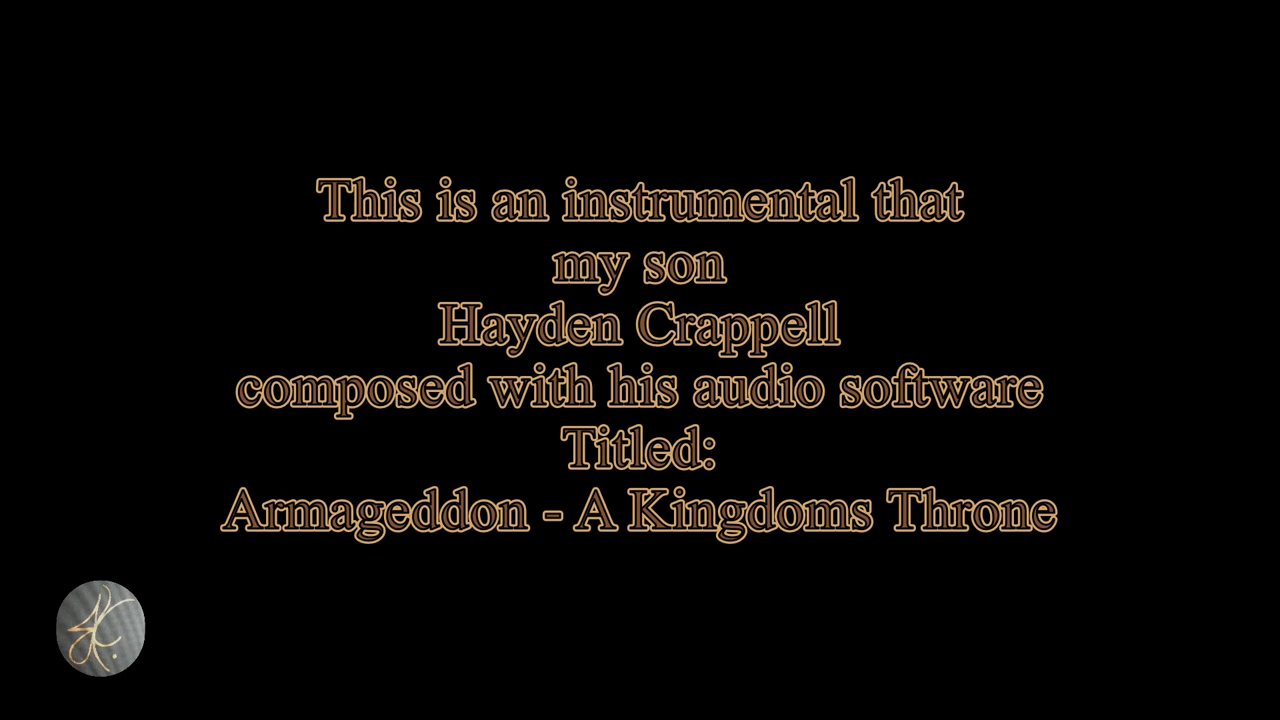 This is an instrumental that
my son
Hayden Crappell
composed with his audio software
Titled:
Armageddon - A Kingdoms Throne